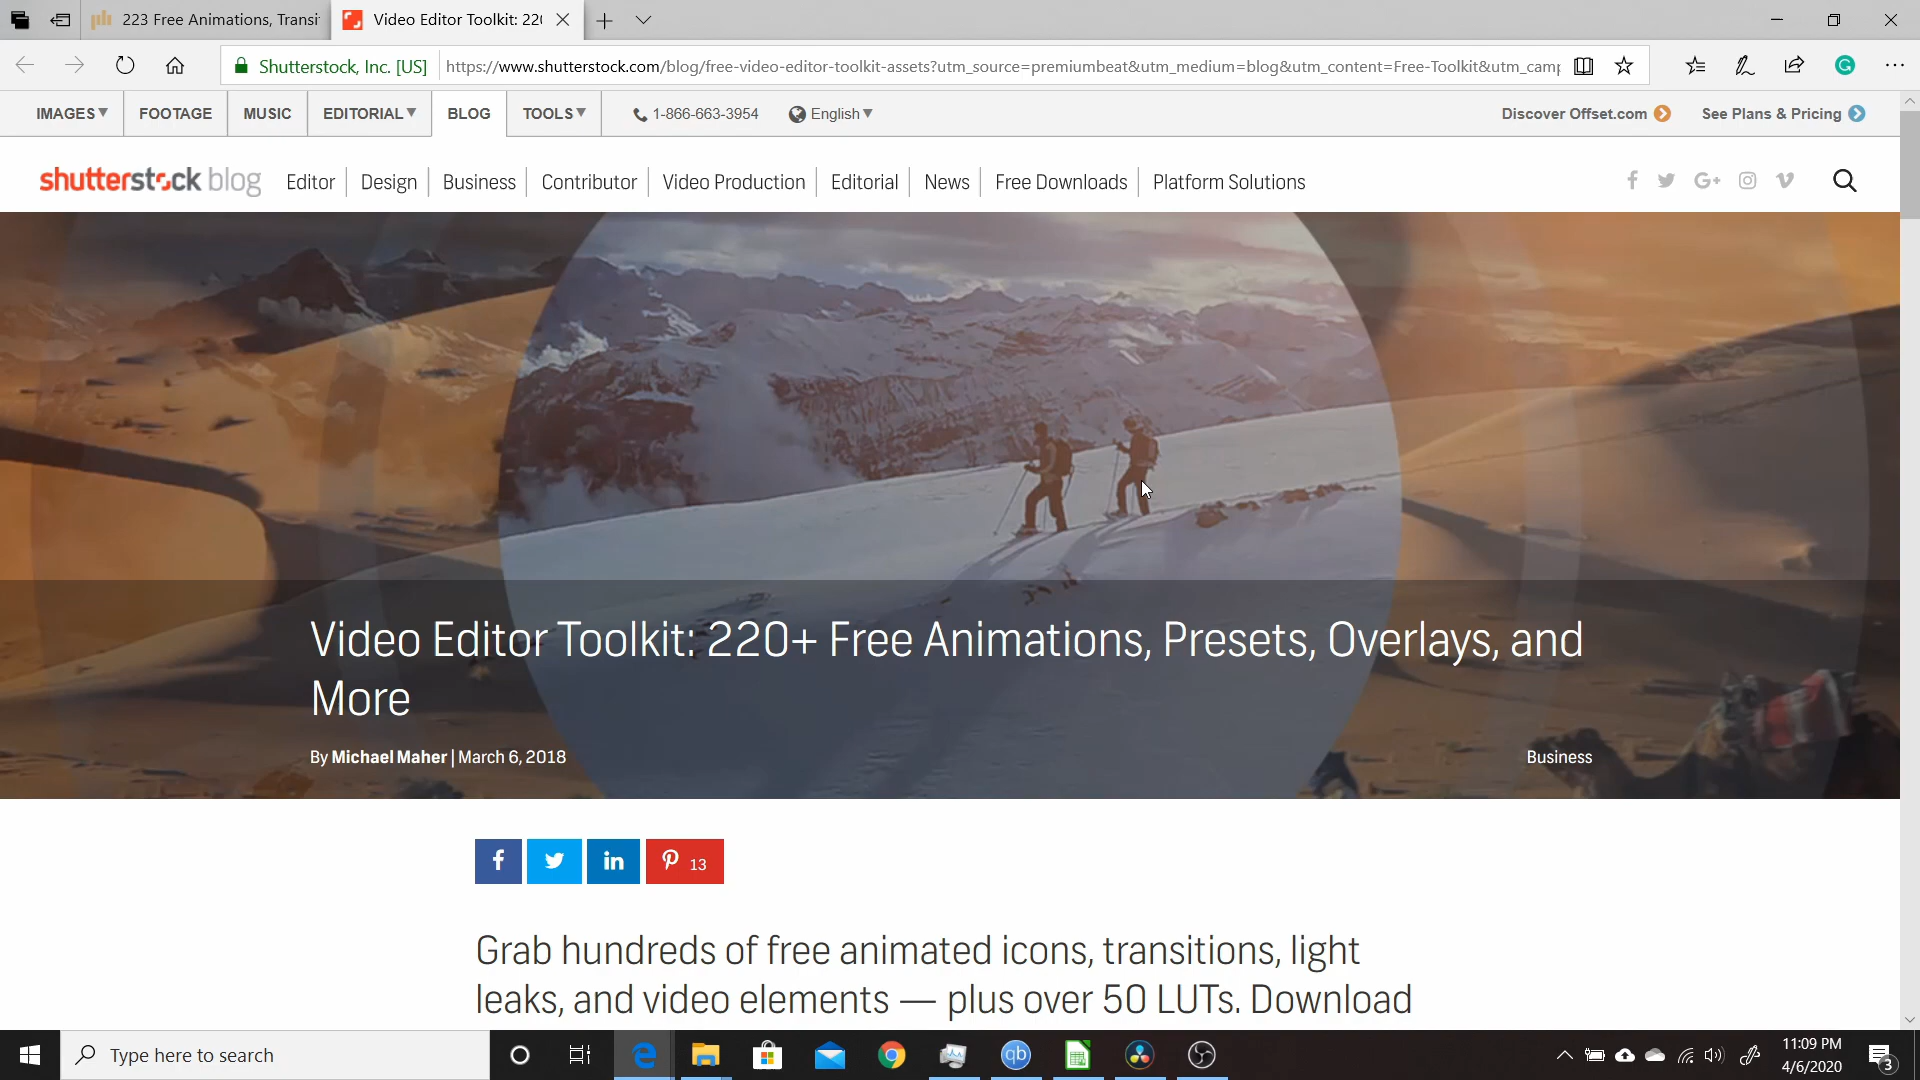 223 Free Animations, Transi
Video Editor Toolkit: 220
Shutterstock, Inc. [US]
https://www.shutterstock.com/blog/free-video-editor-toolkit-assets?utm_source=premiumbeat&utm_medium=blog&utm_content=Free-Toolkit&utm_camp
IMAGES
FOOTAGE
MUSIC
EDITORIAL
BLOG
TOOLS
1-866-663-3954
English
Discover Offset.com
See Plans & Pricing
shutterstock blog
Editor
Design
Business
Contributor
Video Production
Editorial
News
Free Downloads
Platform Solutions
Video Editor Toolkit: 220+ Free Animations, Presets, Overlays, and
More
By Michael Maher | March 6, 2018
Business
13
Grab hundreds of free animated icons, transitions, light
leaks, and video elements — plus over 50 LUTs. Download
Type here to search
qb
11:09 PM
4/6/2020
3